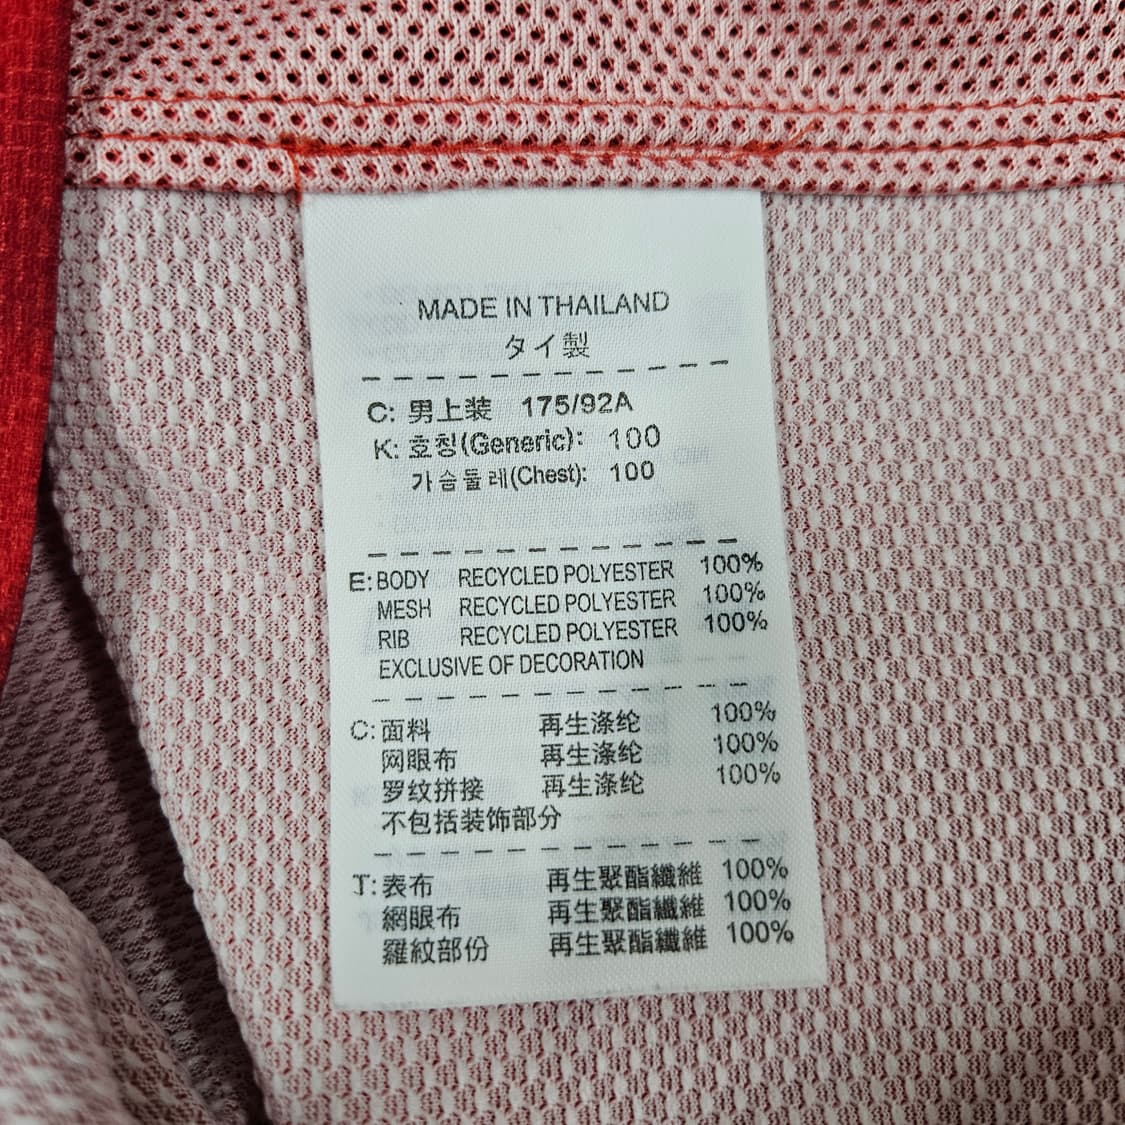 MADE IN THAILAND
タイ製
C: 男上装 175/92A
K: 호칭(Generic): 100
가슴둘레(Chest): 100
E: BODY RECYCLED POLYESTER 100%
MESH RECYCLED POLYESTER 100%
RIB RECYCLED POLYESTER 100%
EXCLUSIVE OF DECORATION
C: 面料 再生涤纶 100%
网眼布 再生涤纶 100%
罗纹拼接 再生涤纶 100%
不包括装饰部分
T: 表布 再生聚酯纖維 100%
網眼布 再生聚酯纖維 100%
羅紋部份 再生聚酯纖維 100%